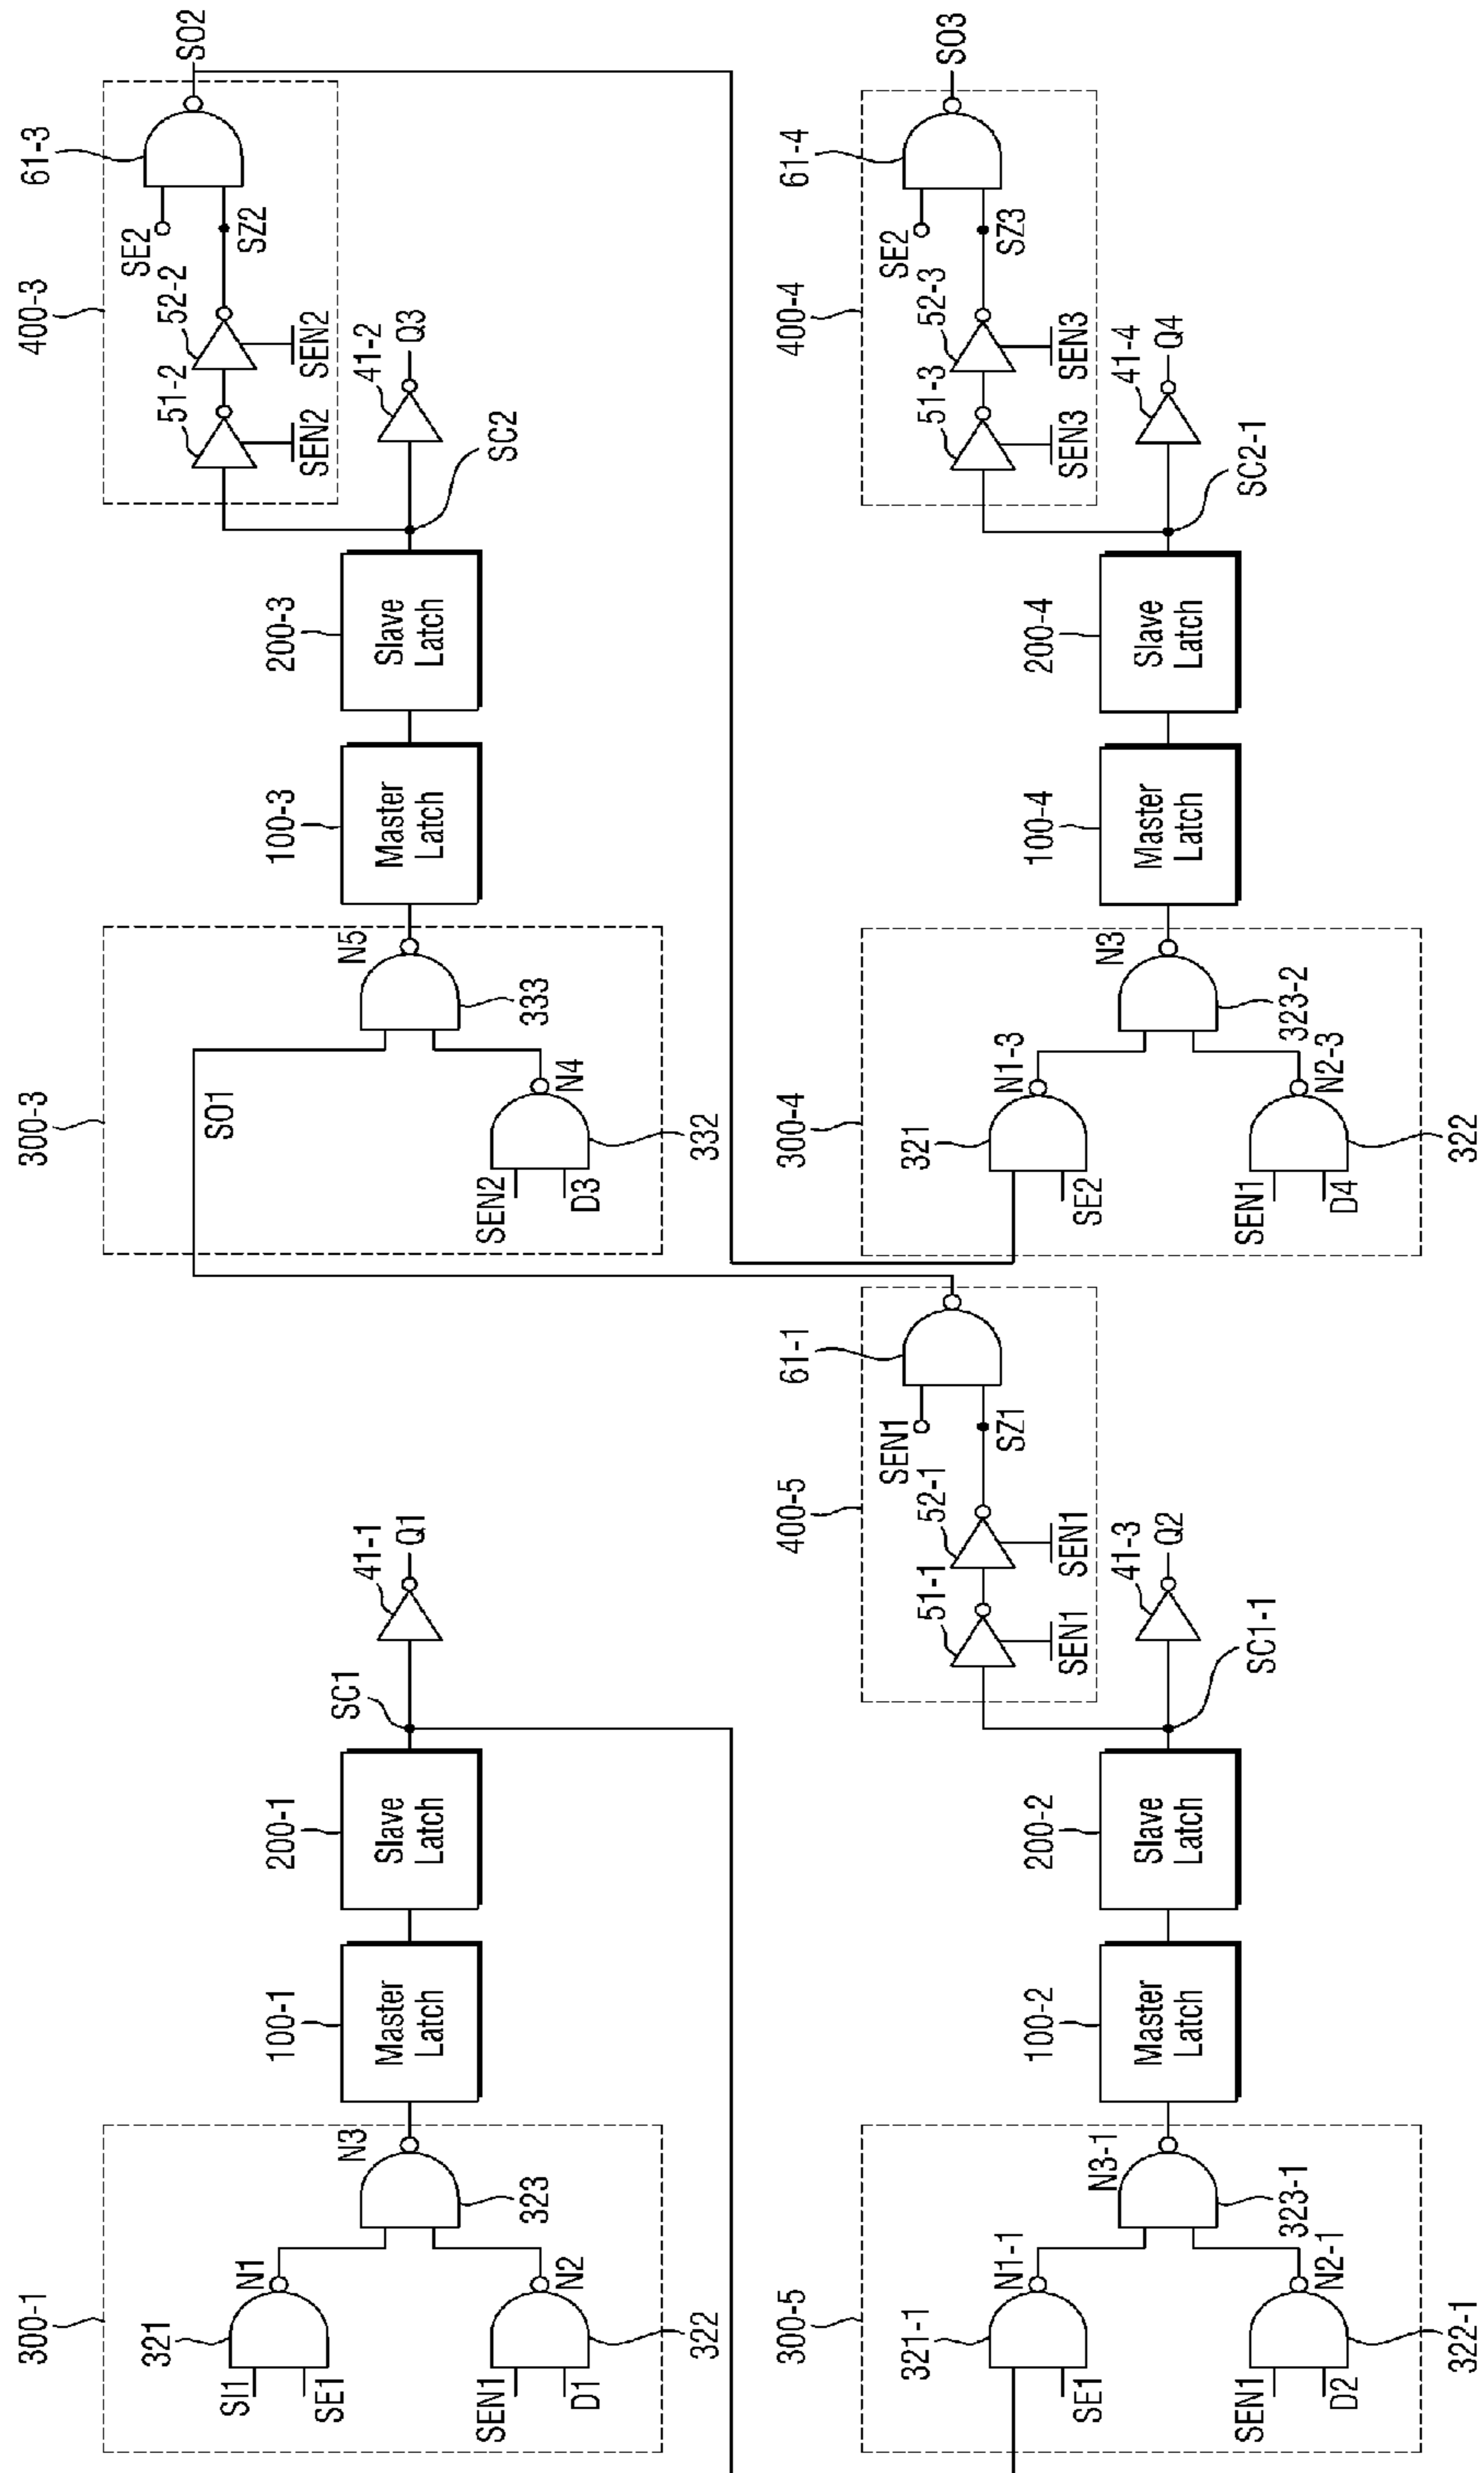 300-1
321
SI1
SE1
N1
SEN1
D1
N2
322
N3
323
100-1
Master
Latch
200-1
Slave
Latch
SC1
41-1
Q1
300-3
SO1
SEN2
D3
N4
332
N5
333
100-3
Master
Latch
200-3
Slave
Latch
SC2
41-2
Q3
400-3
51-2
SEN2
52-2
SEN2
SE2
SZ2
61-3
SO2
300-5
321-1
SE1
N1-1
SEN1
D2
N2-1
322-1
N3-1
323-1
100-2
Master
Latch
200-2
Slave
Latch
SC1-1
41-3
Q2
400-5
51-1
SEN1
52-1
SEN1
SEN1
SZ1
61-1
300-4
321
SE2
N1-3
SEN1
D4
N2-3
322
N3
323-2
100-4
Master
Latch
200-4
Slave
Latch
SC2-1
41-4
Q4
400-4
51-3
SEN3
52-3
SEN3
SE2
SZ3
61-4
SO3